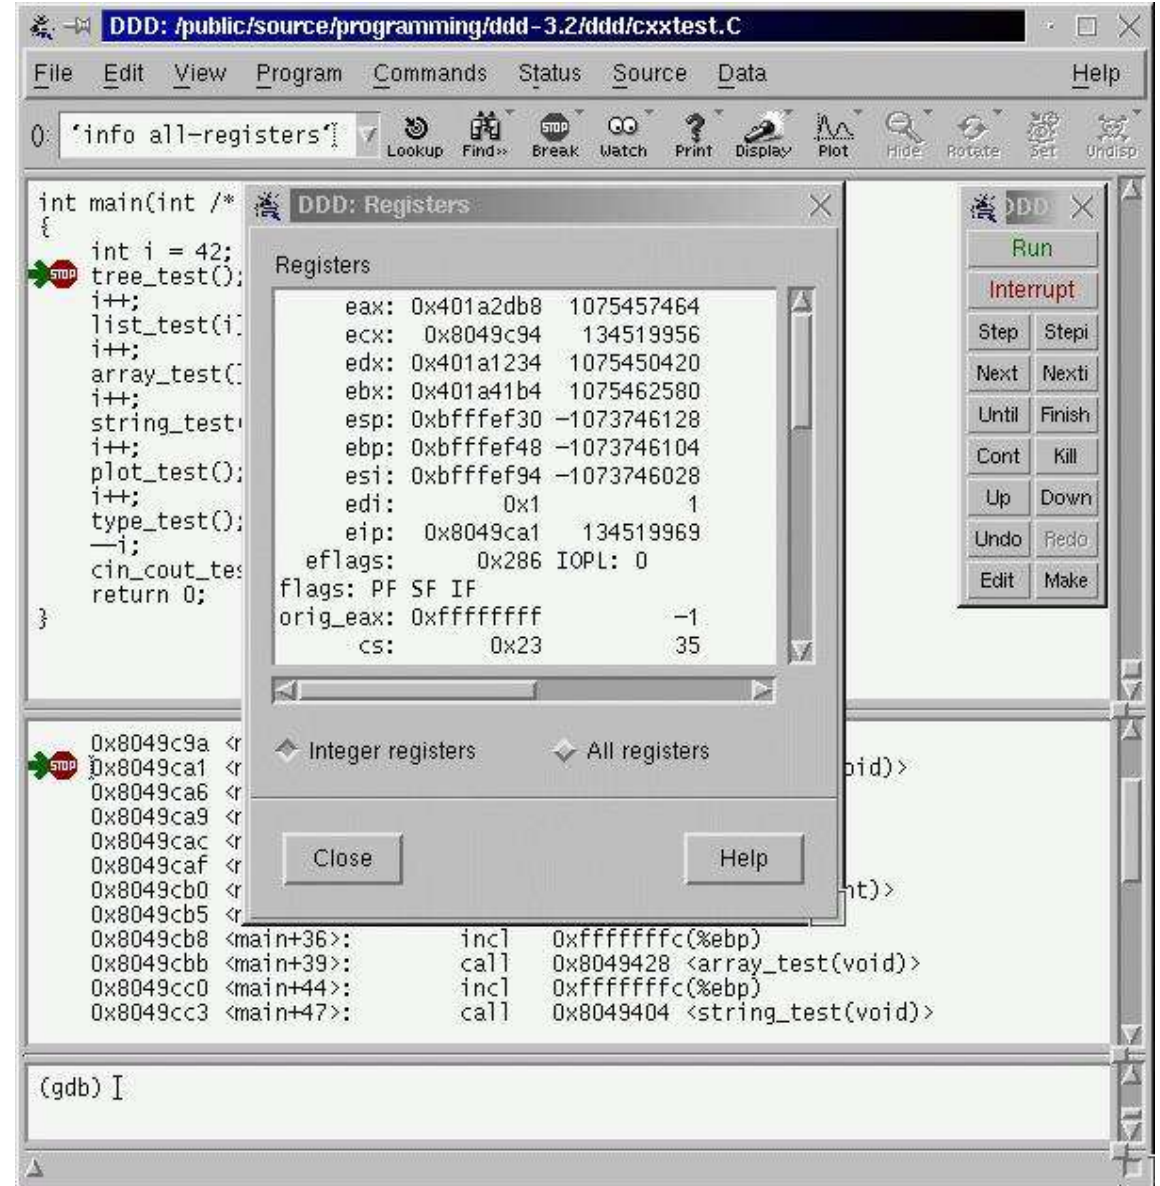 DDD: /public/source/programming/ddd-3.2/ddd/cxxtest.C
File Edit View Program Commands Status Source Data Help
(): 'info all-registers'
Lookup Find» Break Watch Print Display Plot Hide Rotate Set Undisp
STOP
int main(int /*
{
int i = 42;
STOP tree_test();
i++;
list_test(i
i++;
array_test(
i++;
string_test
i++;
plot_test();
i++;
type_test();
--i;
cin_cout_tes
return 0;
}
DDD: Registers
Registers
eax: 0x401a2db8 1075457464
ecx: 0x8049c94 134519956
edx: 0x401a1234 1075450420
ebx: 0x401a41b4 1075462580
esp: 0xbfffef30 -1073746128
ebp: 0xbfffef48 -1073746104
esi: 0xbfffef94 -1073746028
edi: 0x1 1
eip: 0x8049ca1 134519969
eflags: 0x286 IOPL: 0
flags: PF SF IF
orig_eax: 0xffffffff -1
cs: 0x23 35
Integer registers All registers
Close Help
DDD
Run
Interrupt
Step Stepi
Next Nexti
Until Finish
Cont Kill
Up Down
Undo Redo
Edit Make
0x8049c9a <
STOP 0x8049ca1 < oid)>
0x8049ca6 <
0x8049ca9 <
0x8049cac <
0x8049caf <
0x8049cb0 < nt)>
0x8049cb5 <
0x8049cb8 <main+36>: incl 0xfffffffc(%ebp)
0x8049cbb <main+39>: call 0x8049428 <array_test(void)>
0x8049cc0 <main+44>: incl 0xfffffffc(%ebp)
0x8049cc3 <main+47>: call 0x8049404 <string_test(void)>
(gdb)